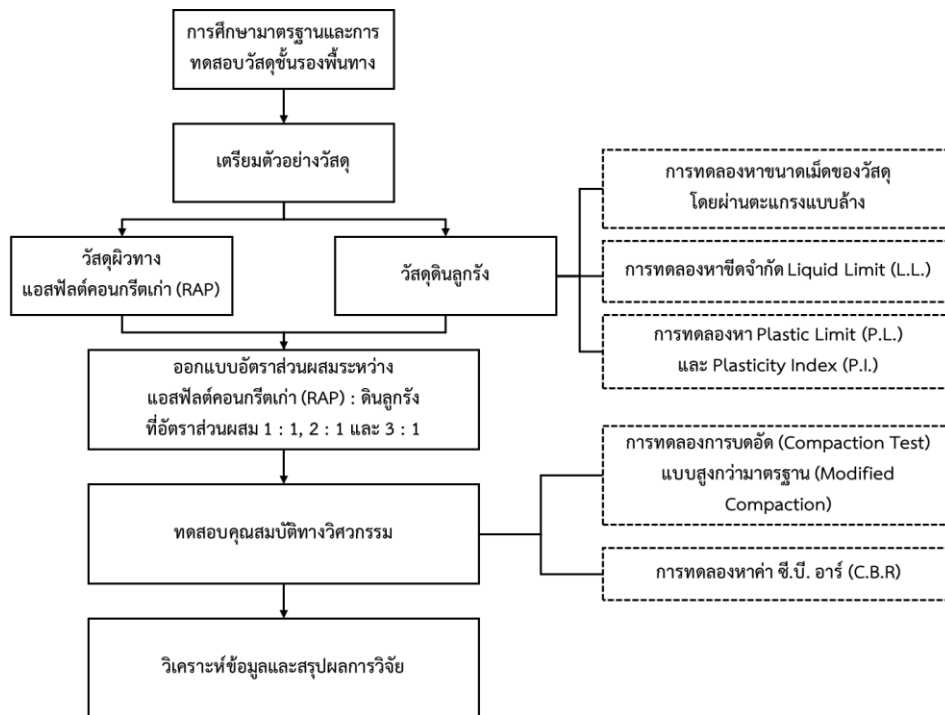 การศึกษามาตรฐานและการ
ทดสอบวัสดุชั้นรองพื้นทาง
เตรียมตัวอย่างวัสดุ
วัสดุผิวทาง
แอสฟัลต์คอนกรีตเก่า (RAP)
วัสดุดินลูกรัง
การทดลองหาขนาดเม็ดของวัสดุ
โดยผ่านตะแกรงแบบล้าง
การทดลองหาขีดจำกัด Liquid Limit (L.L.)
การทดลองหา Plastic Limit (P.L.)
และ Plasticity Index (P.I.)
ออกแบบอัตราส่วนผสมระหว่าง
แอสฟัลต์คอนกรีตเก่า (RAP) : ดินลูกรัง
ที่อัตราส่วนผสม 1 : 1, 2 : 1 และ 3 : 1
ทดสอบคุณสมบัติทางวิศวกรรม
การทดลองการบดอัด (Compaction Test)
แบบสูงกว่ามาตรฐาน (Modified
Compaction)
การทดลองหาค่า ซี.บี. อาร์ (C.B.R)
วิเคราะห์ข้อมูลและสรุปผลการวิจัย